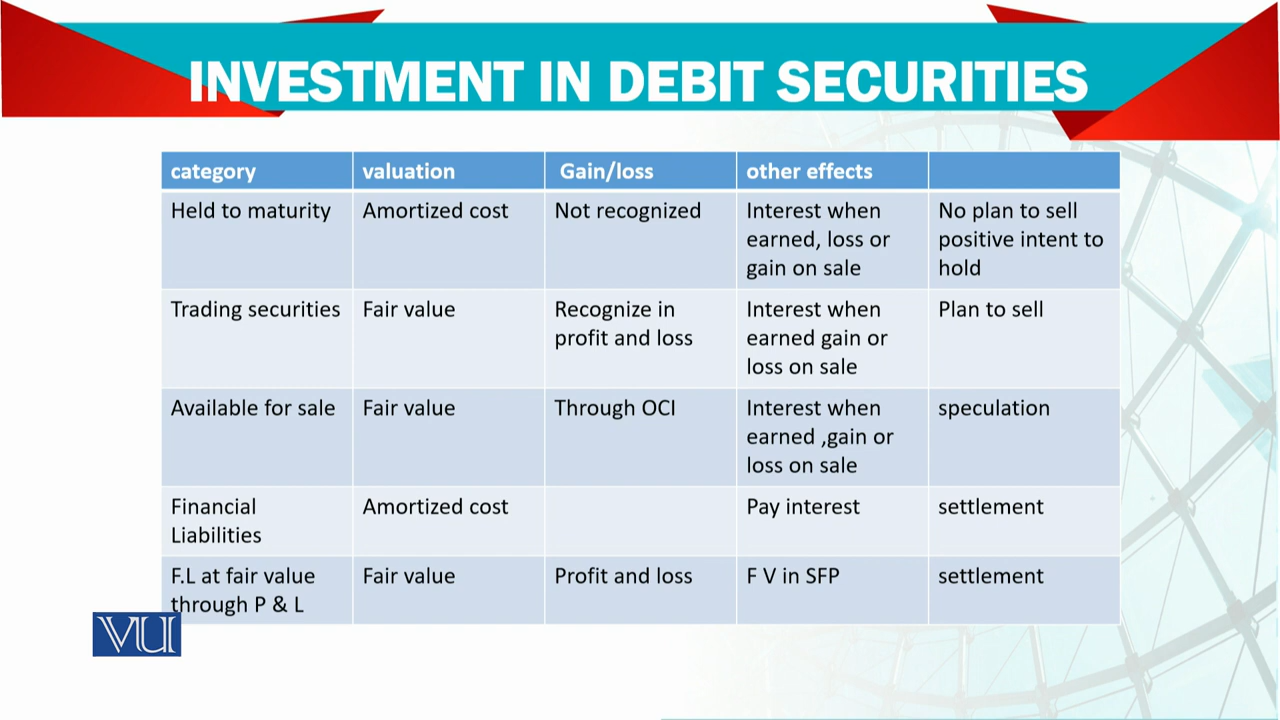 INVESTMENT IN DEBIT SECURITIES
category valuation Gain/loss other effects
Held to maturity Amortized cost Not recognized Interest when No plan to sell
earned, loss or positive intent to
gain on sale hold
Trading securities Fair value Recognize in Interest when Plan to sell
profit and loss earned gain or
loss on sale
Available for sale Fair value Through OCI Interest when speculation
earned ,gain or
loss on sale
Financial Amortized cost Pay interest settlement
Liabilities
F.L at fair value Fair value Profit and loss F V in SFP settlement
through P & L
VU